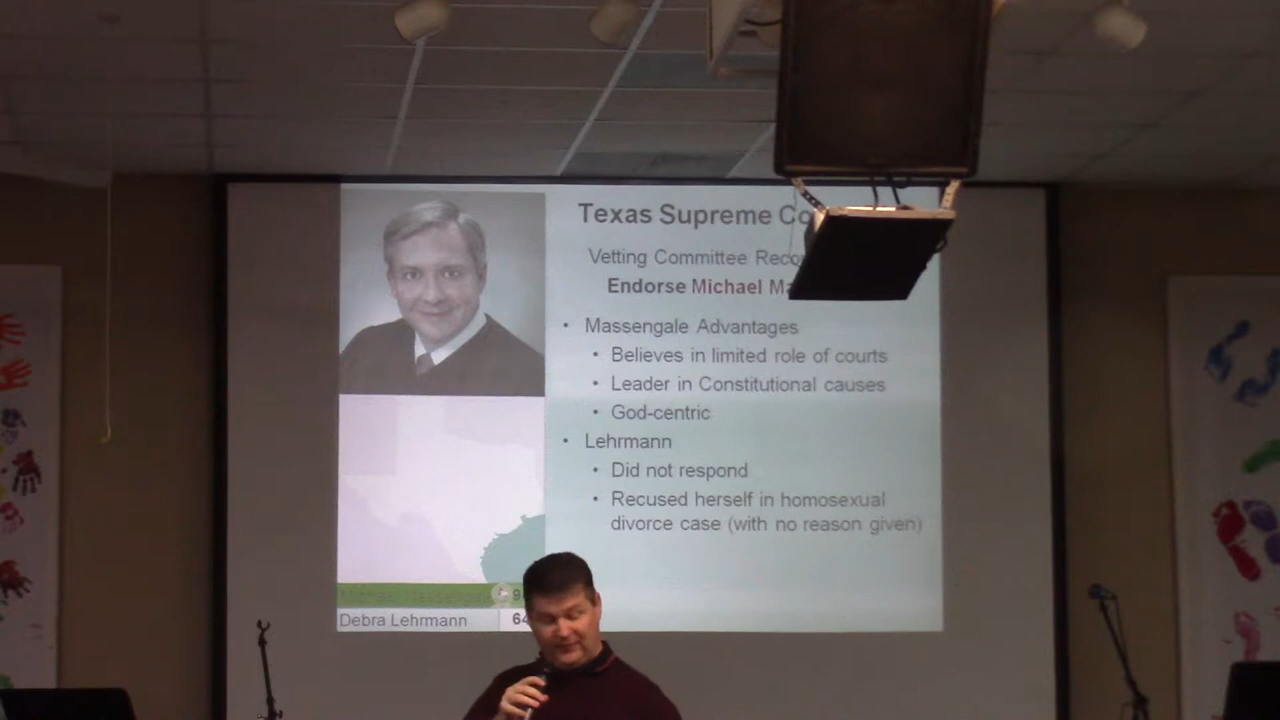 Texas Supreme Co
Vetting Committee Reco
Endorse Michael Ma
• Massengale Advantages
• Believes in limited role of courts
• Leader in Constitutional causes
• God-centric
• Lehrmann
• Did not respond
• Recused herself in homosexual
divorce case (with no reason given)
9
Debra Lehrmann 64